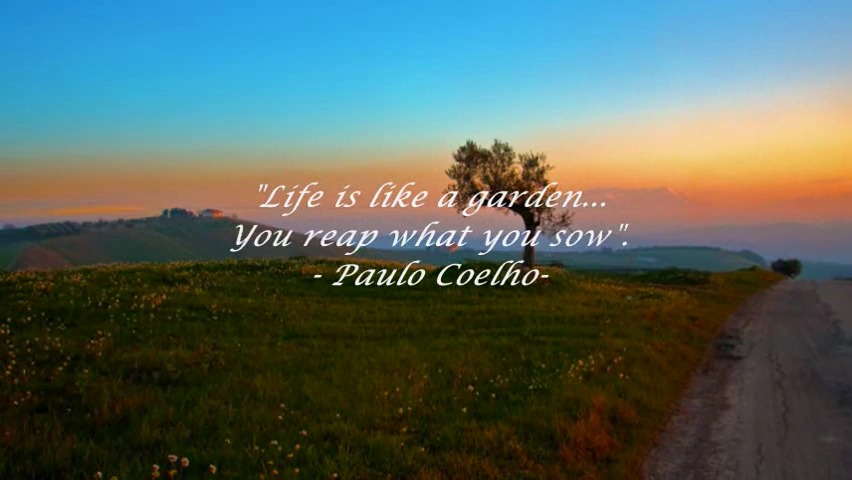 "Life is like a garden...
You reap what you sow".
- Paulo Coelho-